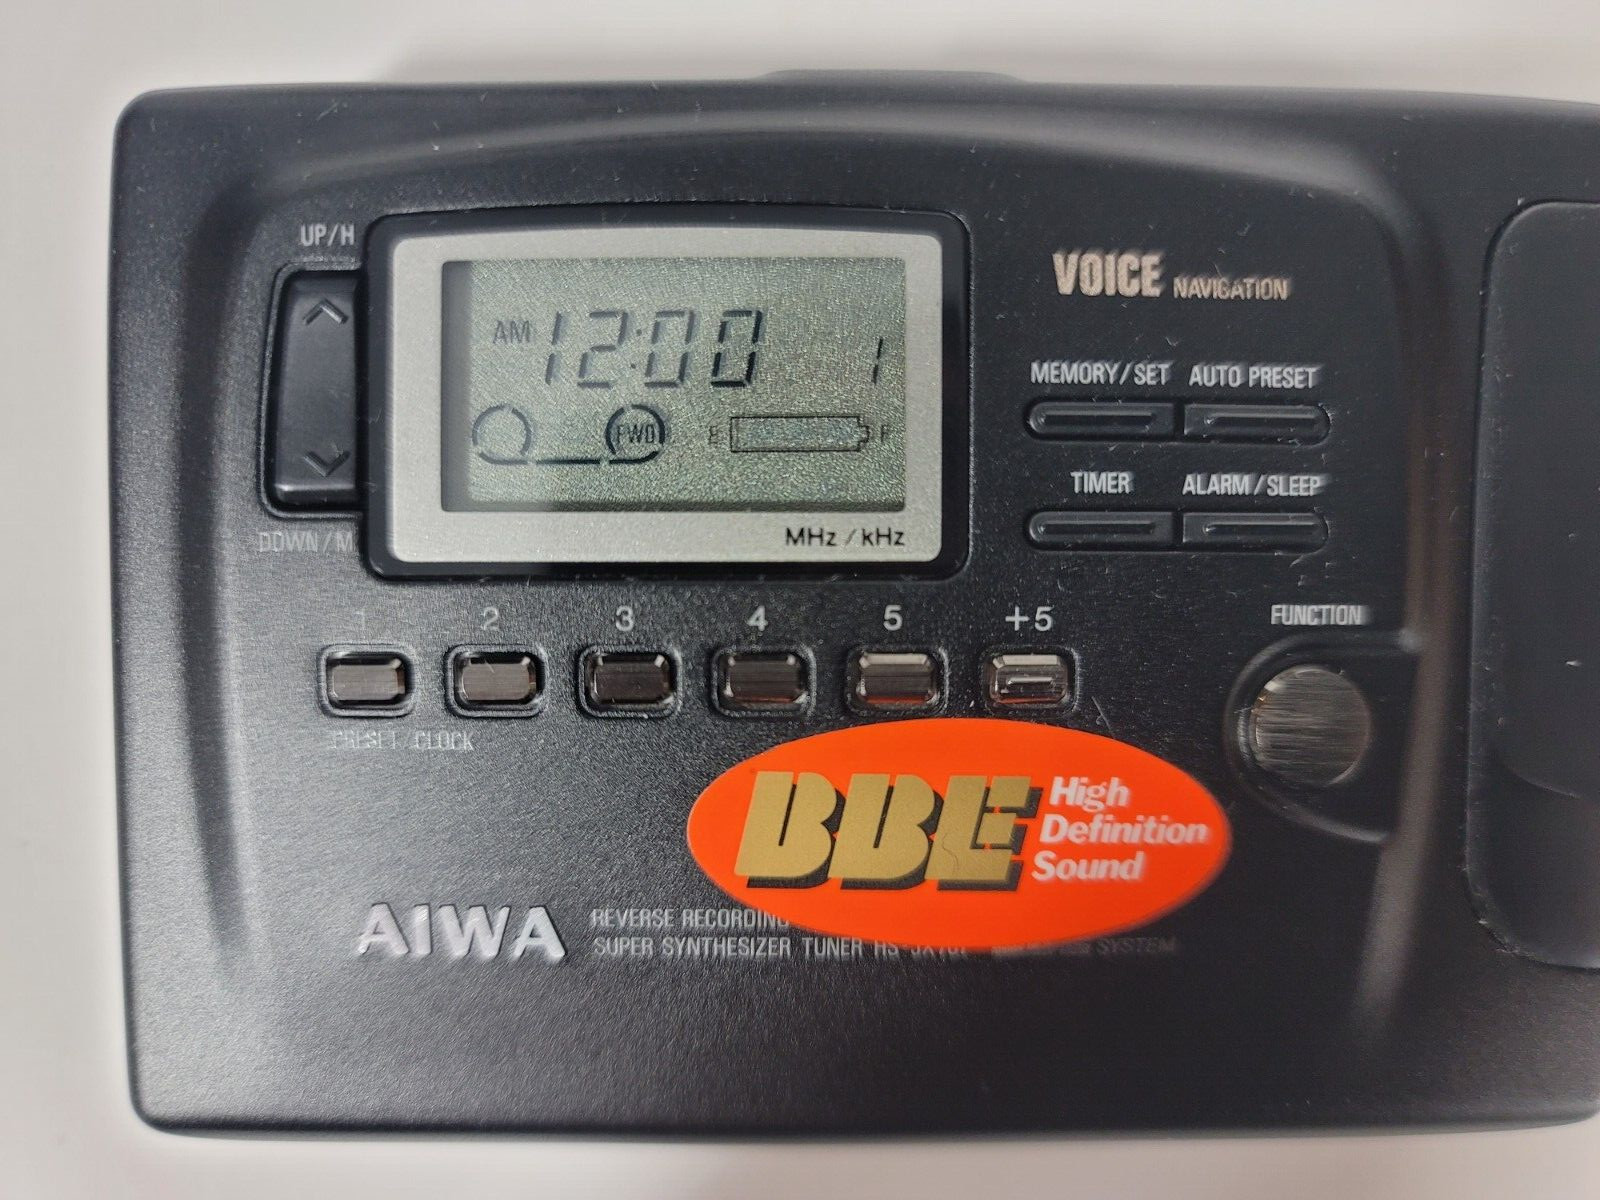 UP/H
VOICE NAVIGATION
AM 12:00 1
FWD
E F
MHz / kHz
MEMORY/SET AUTO PRESET
TIMER ALARM/SLEEP
DOWN/M
FUNCTION
1 2 3 4 5 +5
PRESET/CLOCK
BBE High
Definition
Sound
AIWA
REVERSE RECORDING
SUPER SYNTHESIZER TUNER SYSTEM